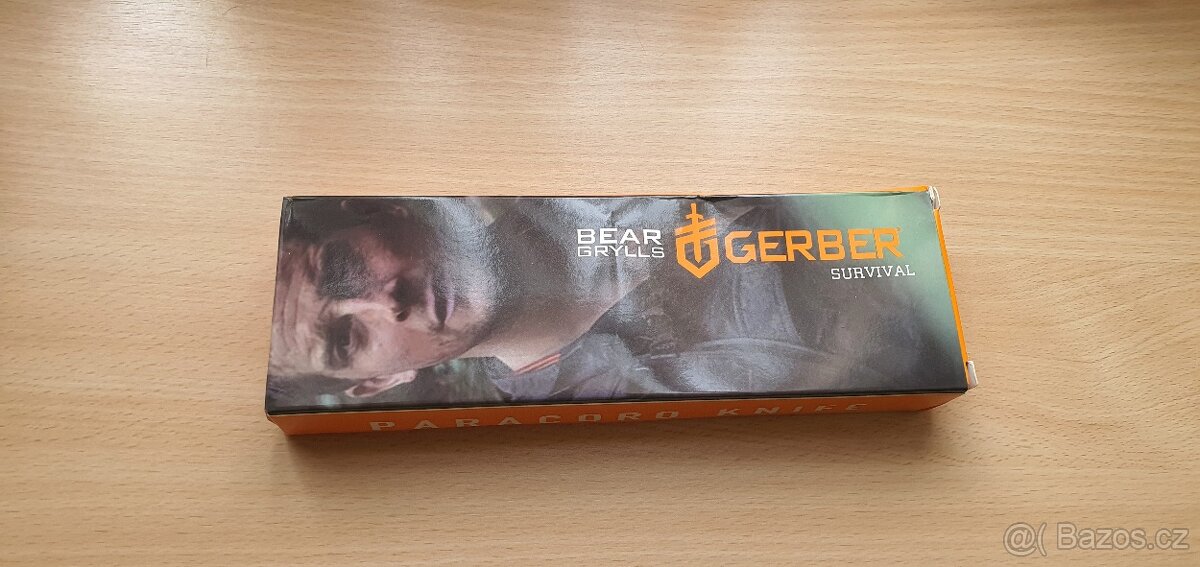 BEAR
GRYLLS
GERBER
SURVIVAL
PARACORD KNIFE
@( Bazos.cz